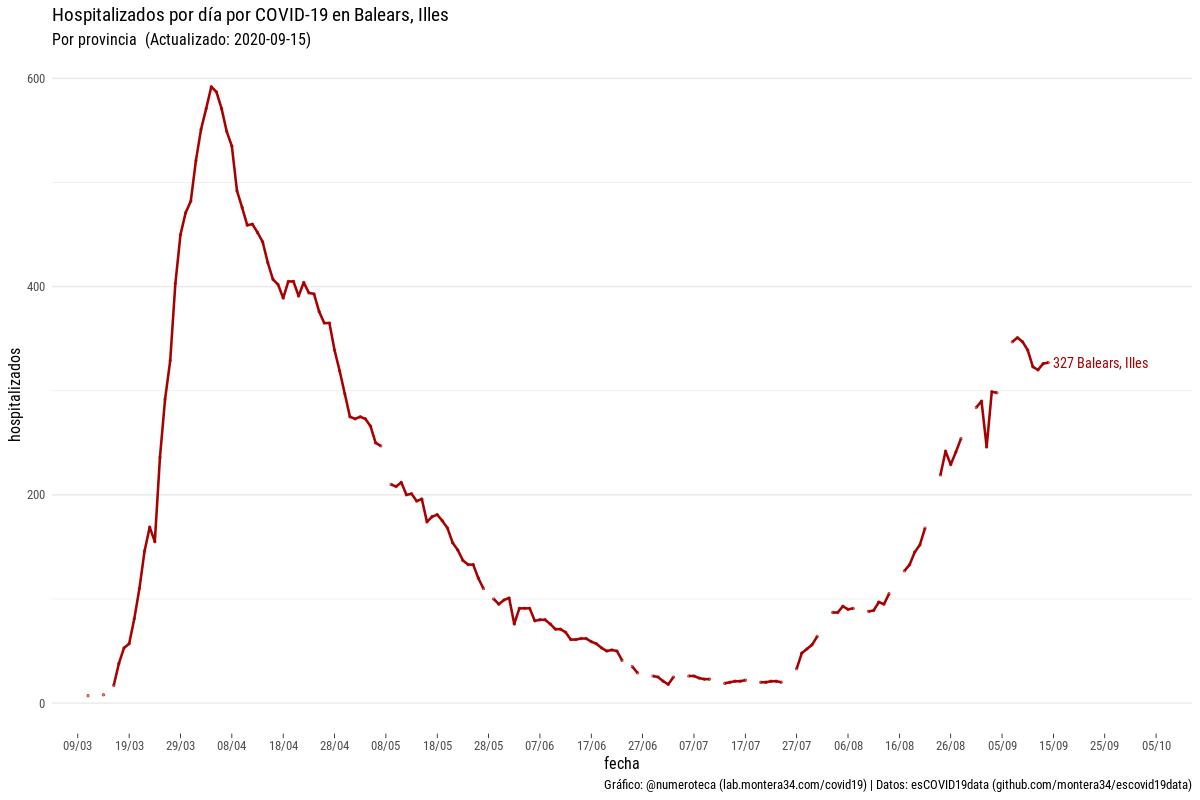 Hospitalizados por día por COVID-19 en Balears, Illes
Por provincia  (Actualizado: 2020-09-15)
600
400
200
0
hospitalizados
327 Balears, Illes
09/03 19/03 29/03 08/04 18/04 28/04 08/05 18/05 28/05 07/06 17/06 27/06 07/07 17/07 27/07 06/08 16/08 26/08 05/09 15/09 25/09 05/10
fecha
Gráfico: @numeroteca (lab.montera34.com/covid19) | Datos: esCOVID19data (github.com/montera34/escovid19data)